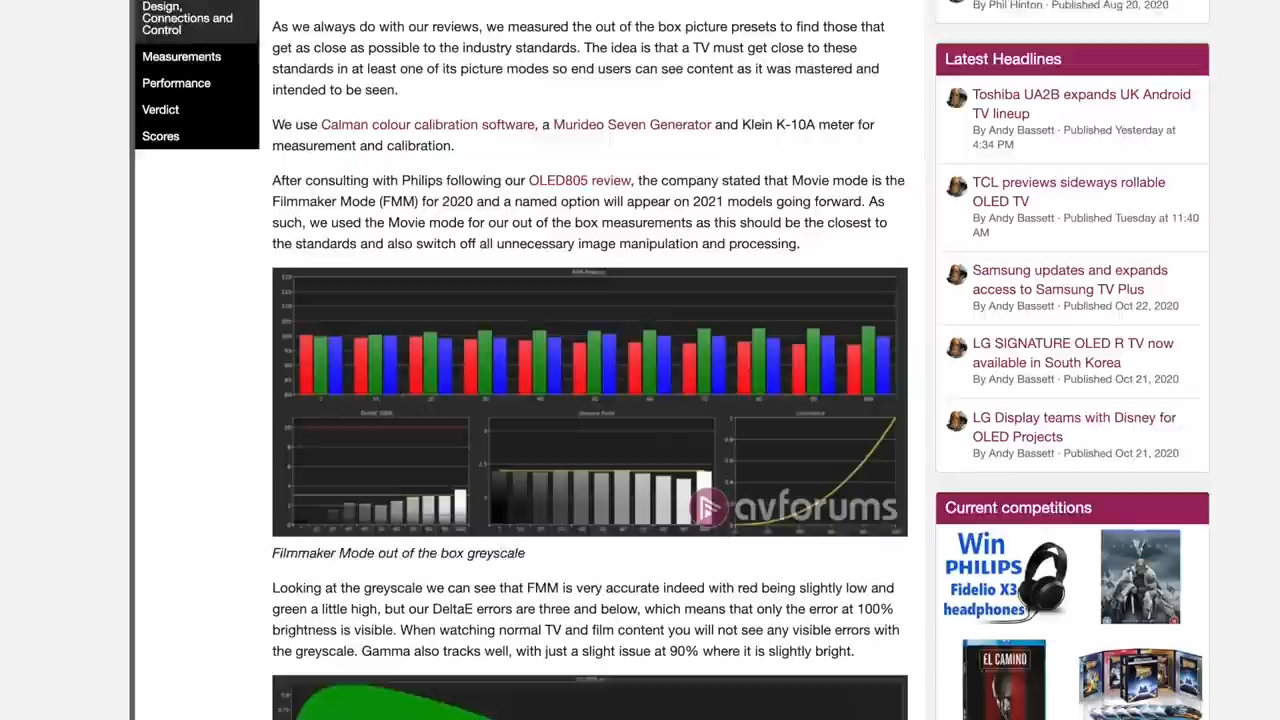 Design,
Connections and
Control
Measurements
Performance
Verdict
Scores
As we always do with our reviews, we measured the out of the box picture presets to find those that
get as close as possible to the industry standards. The idea is that a TV must get close to these
standards in at least one of its picture modes so end users can see content as it was mastered and
intended to be seen.
We use Calman colour calibration software, a Murideo Seven Generator and Klein K-10A meter for
measurement and calibration.
After consulting with Philips following our OLED805 review, the company stated that Movie mode is the
Filmmaker Mode (FMM) for 2020 and a named option will appear on 2021 models going forward. As
such, we used the Movie mode for our out of the box measurements as this should be the closest to
the standards and also switch off all unnecessary image manipulation and processing.
avforums
Filmmaker Mode out of the box greyscale
Looking at the greyscale we can see that FMM is very accurate indeed with red being slightly low and
green a little high, but our DeltaE errors are three and below, which means that only the error at 100%
brightness is visible. When watching normal TV and film content you will not see any visible errors with
the greyscale. Gamma also tracks well, with just a slight issue at 90% where it is slightly bright.
By Phil Hinton · Published Aug 20, 2020
Latest Headlines
Toshiba UA2B expands UK Android
TV lineup
By Andy Bassett · Published Yesterday at
4:34 PM
TCL previews sideways rollable
OLED TV
By Andy Bassett · Published Tuesday at 11:40
AM
Samsung updates and expands
access to Samsung TV Plus
By Andy Bassett · Published Oct 22, 2020
LG SIGNATURE OLED R TV now
available in South Korea
By Andy Bassett · Published Oct 21, 2020
LG Display teams with Disney for
OLED Projects
By Andy Bassett · Published Oct 21, 2020
Current competitions
Win
PHILIPS
Fidelio X3
headphones
EL CAMINO